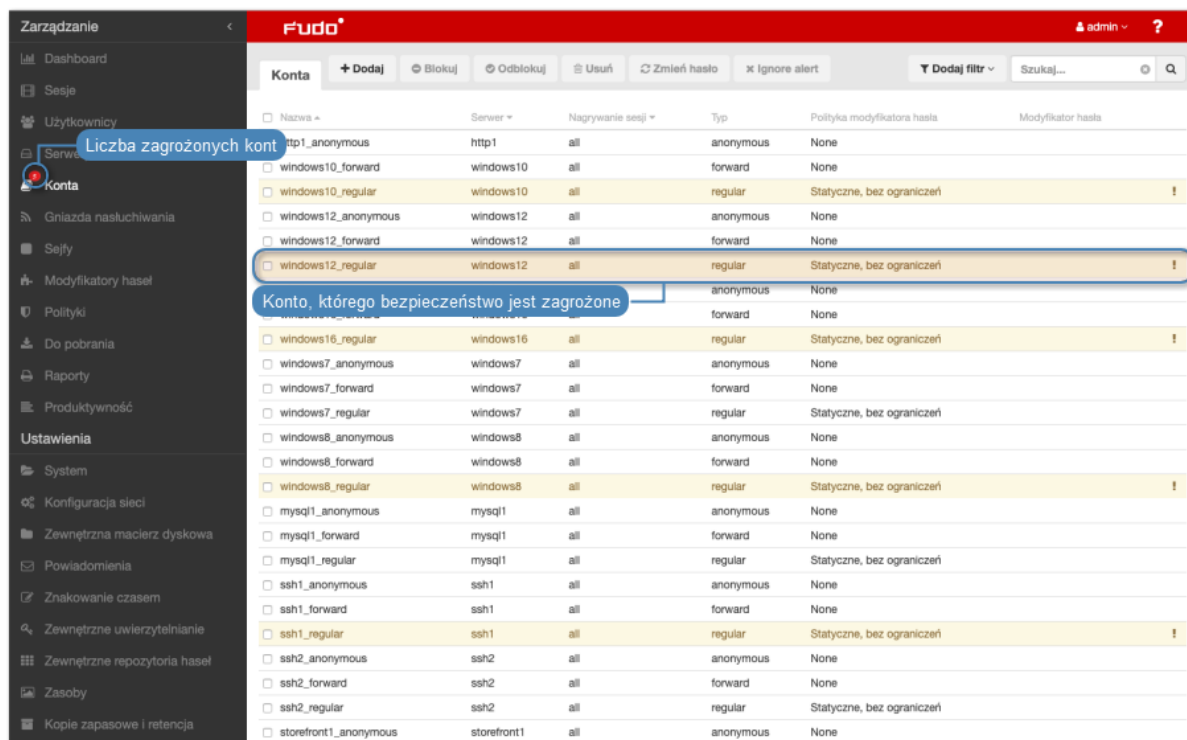 Zarządzanie
FUDO
admin
?
Dashboard
Sesje
Użytkownicy
Serwe
Liczba zagrożonych kont
Konta
Gniazda nasłuchiwania
Sejfy
Modyfikatory haseł
Polityki
Do pobrania
Raporty
Produktywność
Ustawienia
System
Konfiguracja sieci
Zewnętrzna macierz dyskowa
Powiadomienia
Znakowanie czasem
Zewnętrzne uwierzytelnianie
Zewnętrzne repozytoria haseł
Zasoby
Kopie zapasowe i retencja
Konta + Dodaj Blokuj Odblokuj Usuń Zmień hasło Ignore alert Dodaj filtr Szukaj...
Nazwa Serwer Nagrywanie sesji Typ Polityka modyfikatora hasła Modyfikator hasła
ttp1_anonymous http1 all anonymous None
windows10_forward windows10 all forward None
windows10_regular windows10 all regular Statyczne, bez ograniczeń !
windows12_anonymous windows12 all anonymous None
windows12_forward windows12 all forward None
windows12_regular windows12 all regular Statyczne, bez ograniczeń !
Konto, którego bezpieczeństwo jest zagrożone
anonymous None
forward None
windows16_regular windows16 all regular Statyczne, bez ograniczeń !
windows7_anonymous windows7 all anonymous None
windows7_forward windows7 all forward None
windows7_regular windows7 all regular Statyczne, bez ograniczeń
windows8_anonymous windows8 all anonymous None
windows8_forward windows8 all forward None
windows8_regular windows8 all regular Statyczne, bez ograniczeń !
mysql1_anonymous mysql1 all anonymous None
mysql1_forward mysql1 all forward None
mysql1_regular mysql1 all regular Statyczne, bez ograniczeń
ssh1_anonymous ssh1 all anonymous None
ssh1_forward ssh1 all forward None
ssh1_regular ssh1 all regular Statyczne, bez ograniczeń !
ssh2_anonymous ssh2 all anonymous None
ssh2_forward ssh2 all forward None
ssh2_regular ssh2 all regular Statyczne, bez ograniczeń
storefront1_anonymous storefront1 all anonymous None